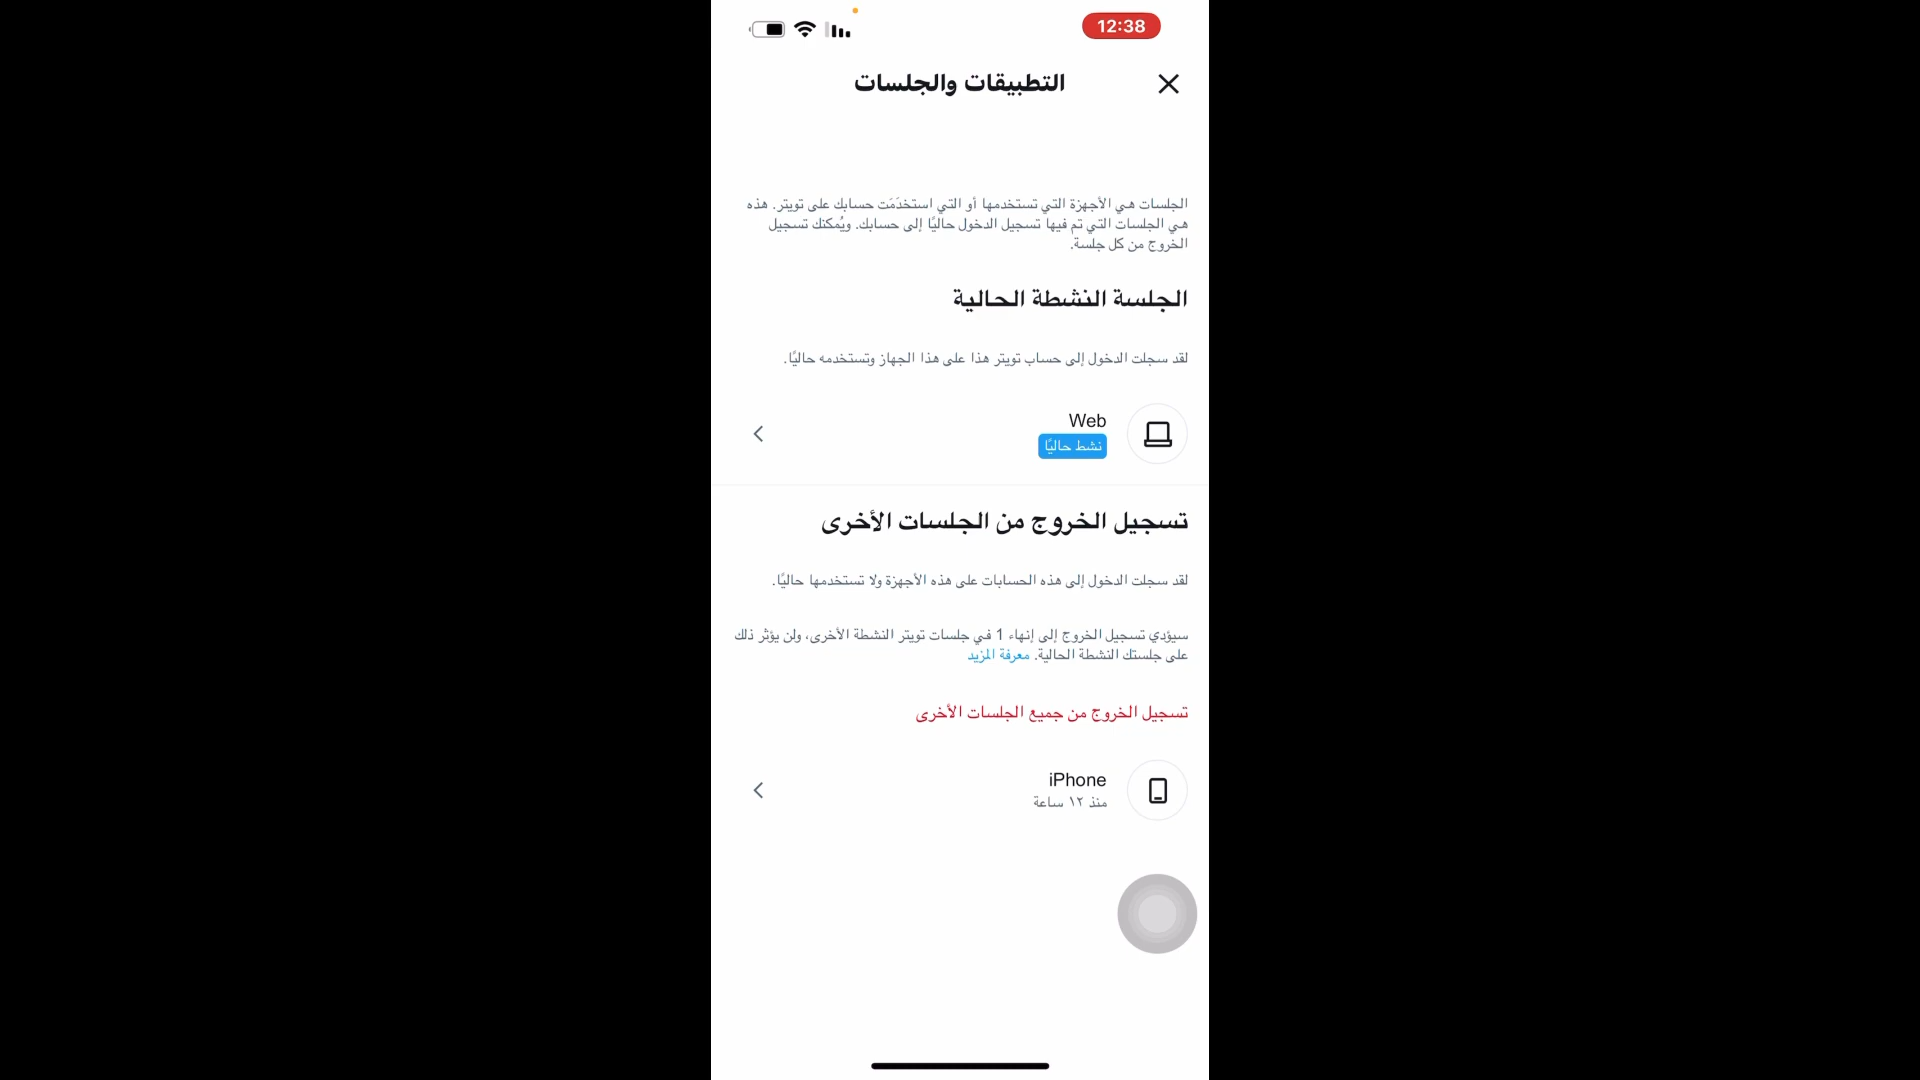 12:38
التطبيقات والجلسات
الجلسات هي الأجهزة التي تستخدمها أو التي استخدَمَت حسابك على تويتر. هذه
هي الجلسات التي تم فيها تسجيل الدخول حاليًا إلى حسابك. ويُمكنك تسجيل
الخروج من كل جلسة.
الجلسة النشطة الحالية
لقد سجلت الدخول إلى حساب تويتر هذا على هذا الجهاز وتستخدمه حاليًا.
Web
نشط حاليًا
تسجيل الخروج من الجلسات الأخرى
لقد سجلت الدخول إلى هذه الحسابات على هذه الأجهزة ولا تستخدمها حاليًا.
سيؤدي تسجيل الخروج إلى إنهاء 1 في جلسات تويتر النشطة الأخرى، ولن يؤثر ذلك
على جلستك النشطة الحالية. معرفة المزيد
تسجيل الخروج من جميع الجلسات الأخرى
iPhone
منذ ١٢ ساعة